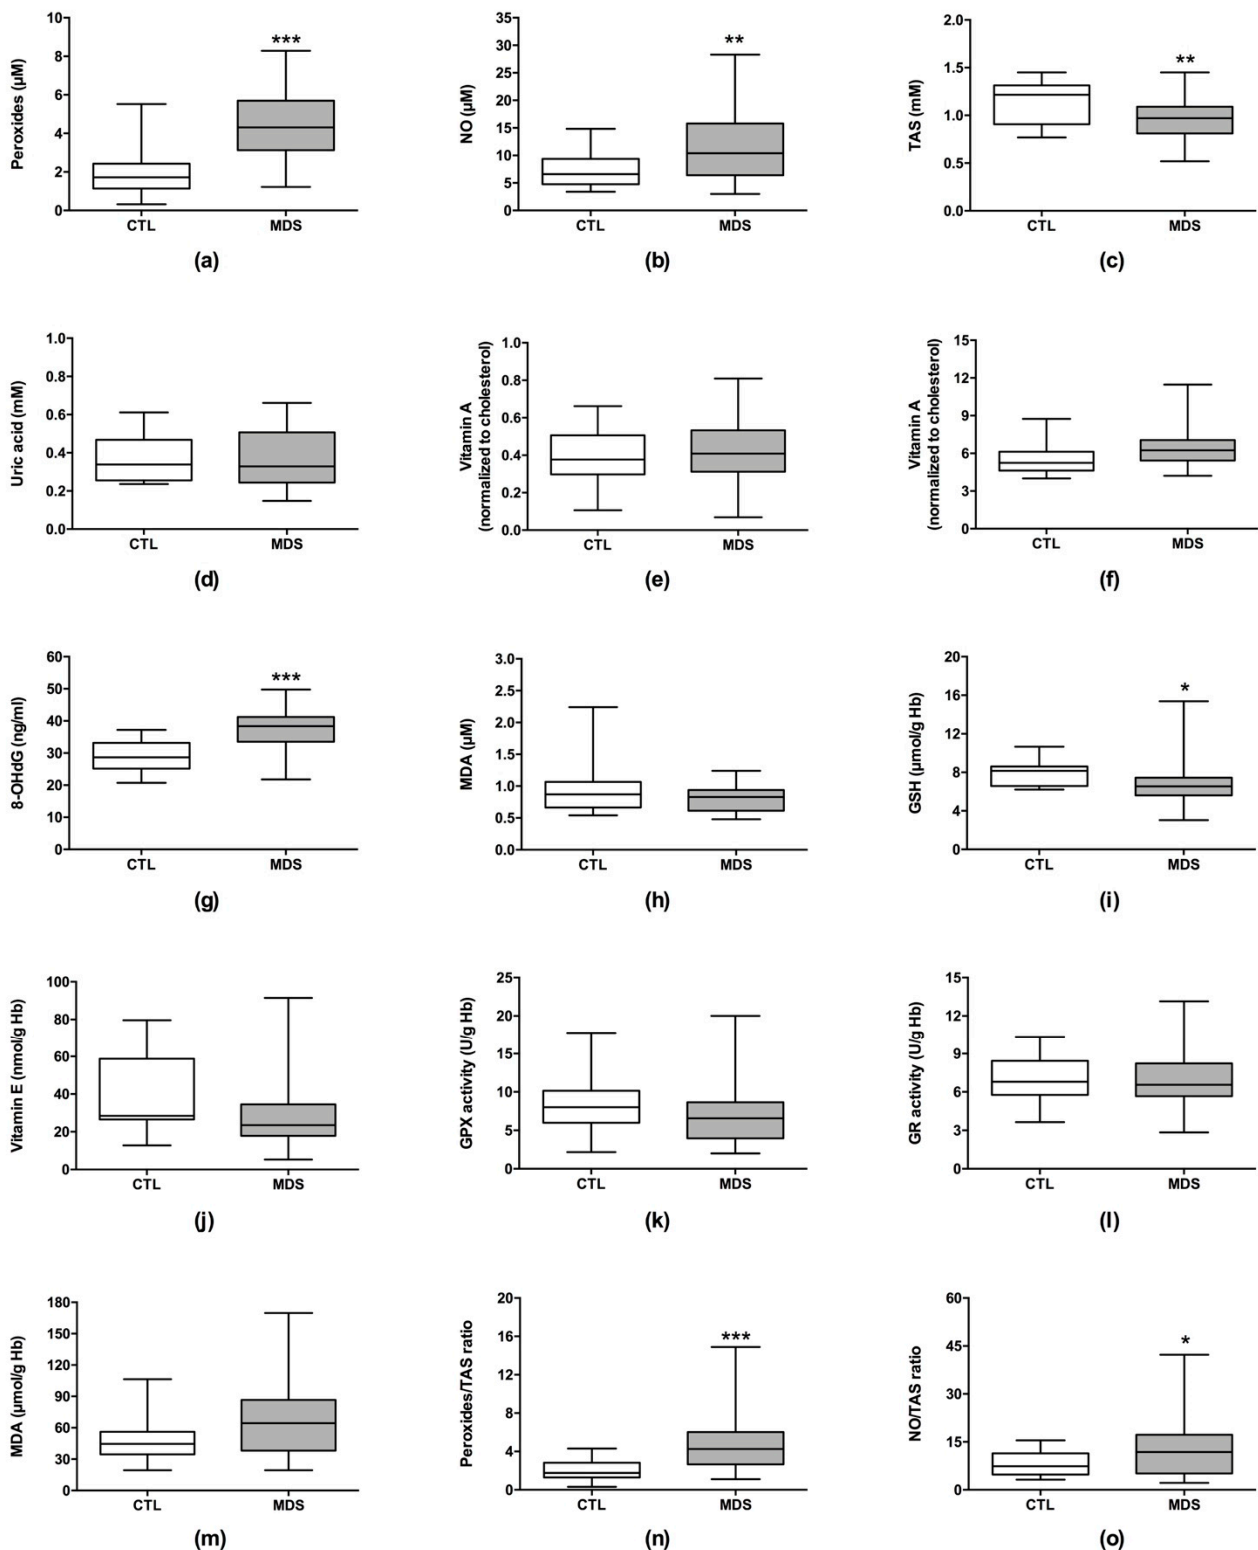 Peroxides (µM)
10
8
6
4
2
0
***
CTL
MDS
(a)
NO (µM)
35
30
25
20
15
10
5
0
**
CTL
MDS
(b)
TAS (mM)
2.0
1.5
1.0
0.5
0.0
**
CTL
MDS
(c)
Uric acid (mM)
1.0
0.8
0.6
0.4
0.2
0.0
CTL
MDS
(d)
Vitamin A
(normalized to cholesterol)
1.0
0.8
0.6
0.4
0.2
0.0
CTL
MDS
(e)
Vitamin A
(normalized to cholesterol)
15
12
9
6
3
0
CTL
MDS
(f)
8-OHdG (ng/ml)
60
50
40
30
20
10
0
***
CTL
MDS
(g)
MDA (µM)
3.0
2.5
2.0
1.5
1.0
0.5
0.0
CTL
MDS
(h)
GSH (µmol/g Hb)
20
16
12
8
4
0
*
CTL
MDS
(i)
Vitamin E (nmol/g Hb)
100
80
60
40
20
0
CTL
MDS
(j)
GPX activity (U/g Hb)
25
20
15
10
5
0
CTL
MDS
(k)
GR activity (U/g Hb)
15
12
9
6
3
0
CTL
MDS
(l)
MDA (µmol/g Hb)
180
150
120
90
60
30
0
CTL
MDS
(m)
Peroxides/TAS ratio
20
16
12
8
4
0
***
CTL
MDS
(n)
NO/TAS ratio
60
45
30
15
0
*
CTL
MDS
(o)